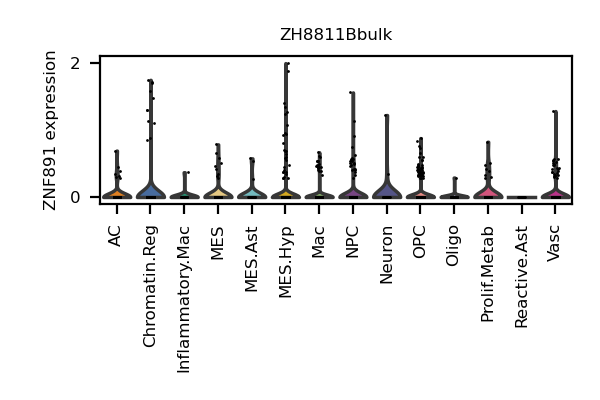 ZH8811Bbulk
ZNF891 expression
2
0
AC
Chromatin.Reg
Inflammatory.Mac
MES
MES.Ast
MES.Hyp
Mac
NPC
Neuron
OPC
Oligo
Prolif.Metab
Reactive.Ast
Vasc